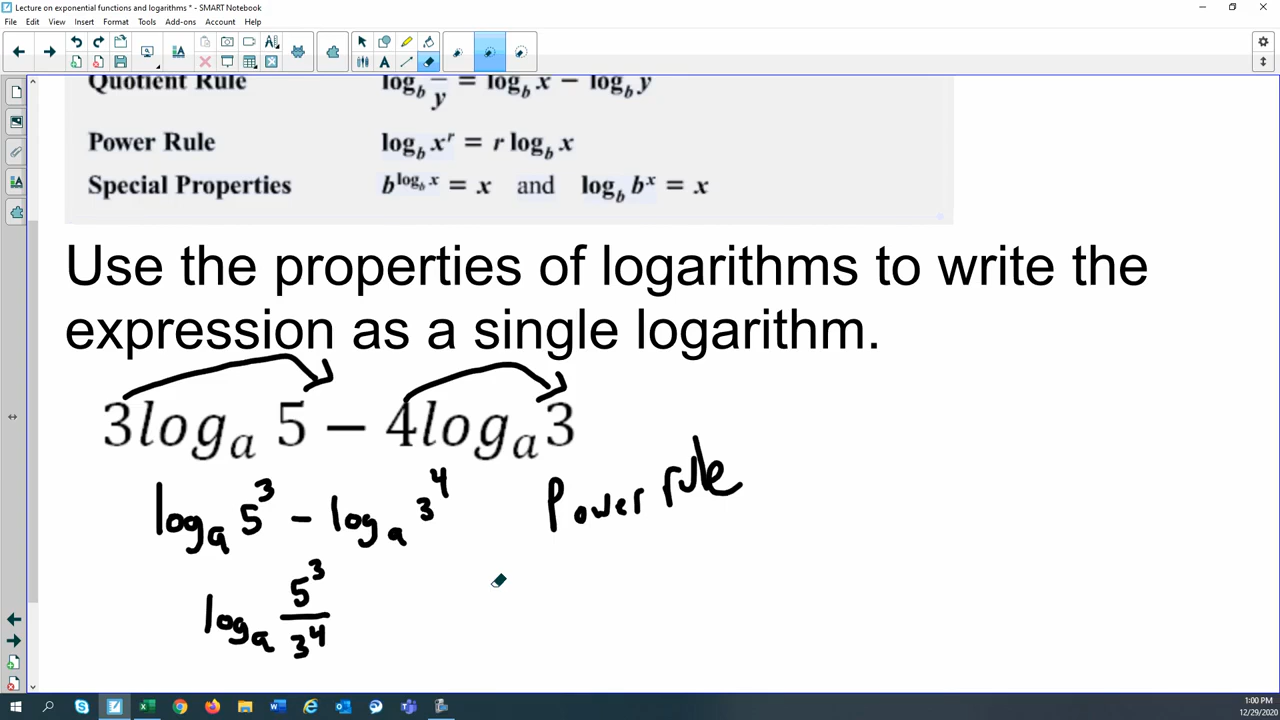 Lecture on exponential functions and logarithms * - SMART Notebook
File Edit View Insert Format Tools Add-ons Account Help
Quotient Rule log_b —/y = log_b x − log_b y
Power Rule log_b x^r = r log_b x
Special Properties b^{log_b x} = x and log_b b^x = x
Use the properties of logarithms to write the
expression as a single logarithm.
3log_a 5 − 4log_a 3
log_a 5^3 − log_a 3^4 Power rule
log_a 5^3/3^4
1:00 PM
12/29/2020